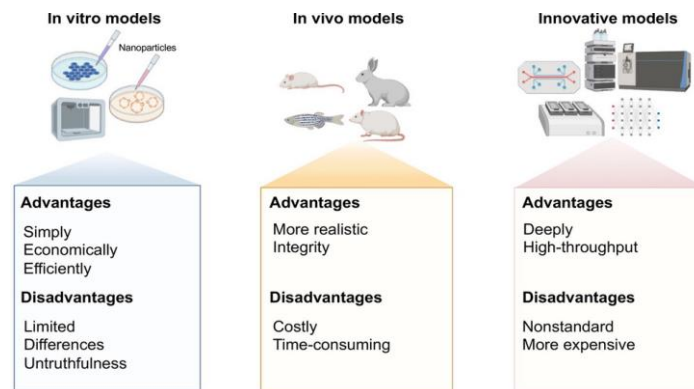 In vitro models
Nanoparticles
Advantages
Simply
Economically
Efficiently
Disadvantages
Limited
Differences
Untruthfulness
In vivo models
Advantages
More realistic
Integrity
Disadvantages
Costly
Time-consuming
Innovative models
Advantages
Deeply
High-throughput
Disadvantages
Nonstandard
More expensive